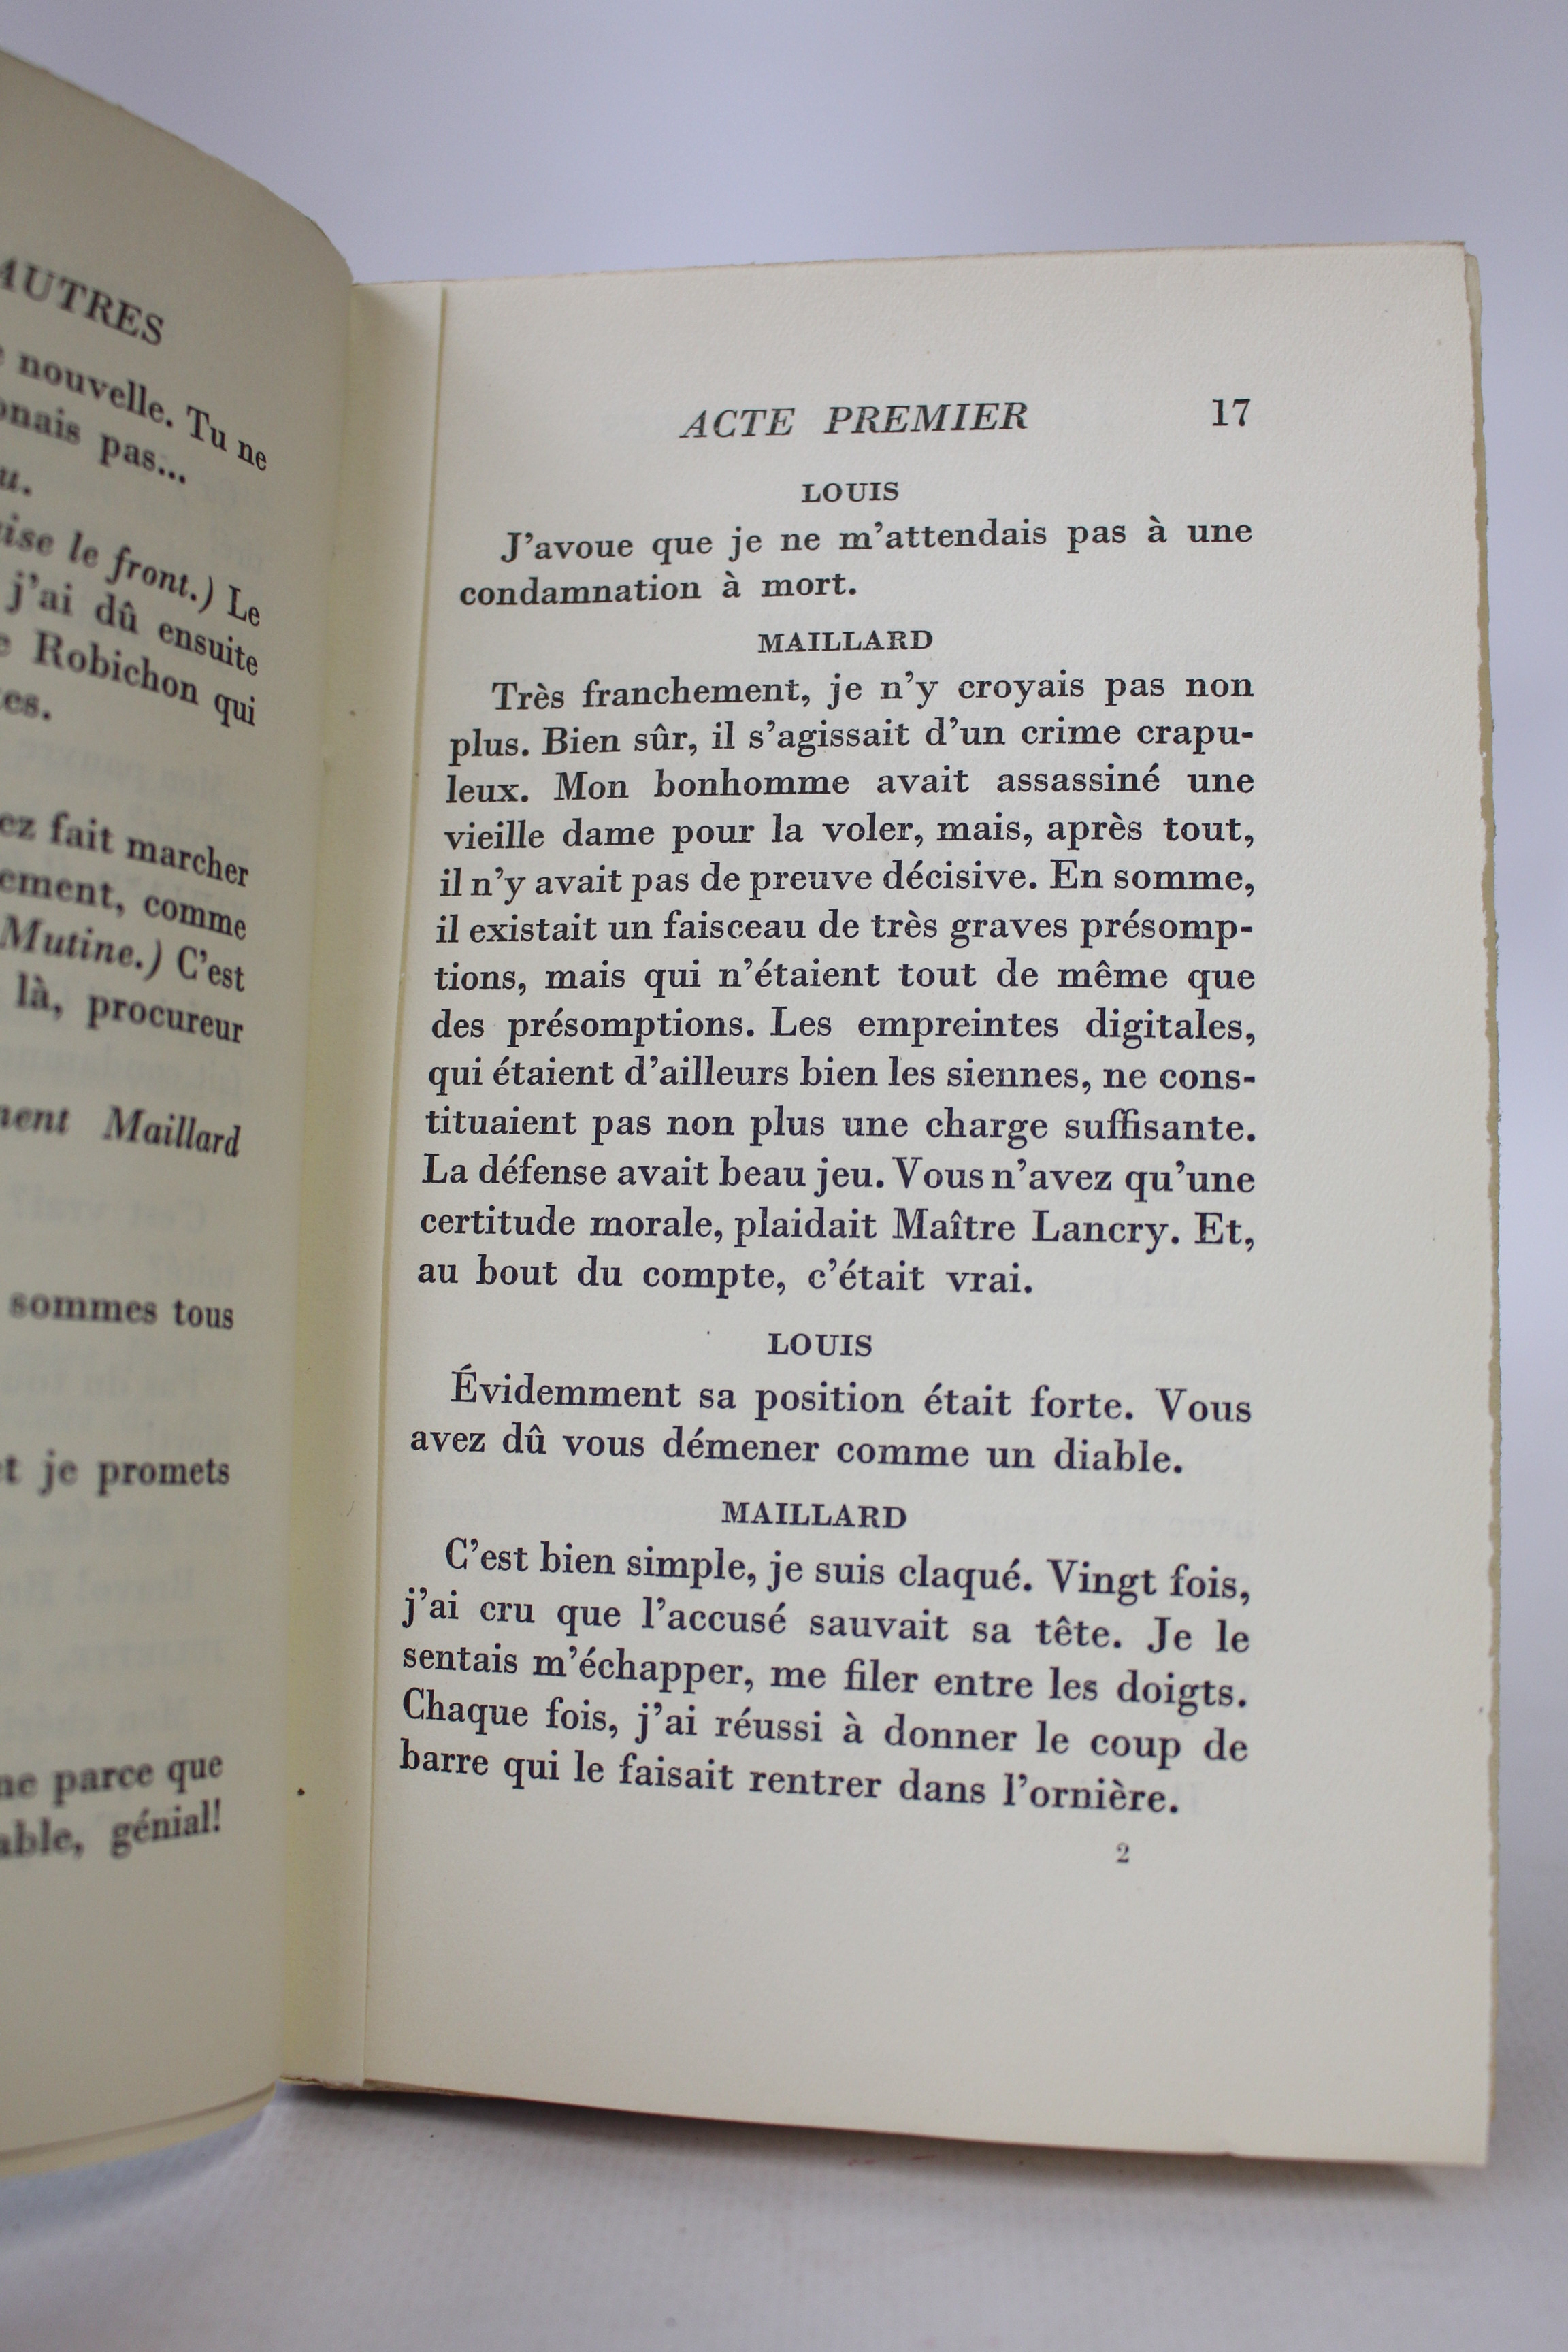 AUTRES
nouvelle. Tu ne
pas...
le front.) Le
j'ai dû ensuite
Robichon qui
fait marcher
comme
Mutine.) C'est
là, procureur
Maillard
sommes tous
je promets
parce que
génial!
ACTE PREMIER 17
LOUIS
J'avoue que je ne m'attendais pas à une
condamnation à mort.
MAILLARD
Très franchement, je n'y croyais pas non
plus. Bien sûr, il s'agissait d'un crime crapu-
leux. Mon bonhomme avait assassiné une
vieille dame pour la voler, mais, après tout,
il n'y avait pas de preuve décisive. En somme,
il existait un faisceau de très graves présomp-
tions, mais qui n'étaient tout de même que
des présomptions. Les empreintes digitales,
qui étaient d'ailleurs bien les siennes, ne cons-
tituaient pas non plus une charge suffisante.
La défense avait beau jeu. Vous n'avez qu'une
certitude morale, plaidait Maître Lancry. Et,
au bout du compte, c'était vrai.
LOUIS
Évidemment sa position était forte. Vous
avez dû vous démener comme un diable.
MAILLARD
C'est bien simple, je suis claqué. Vingt fois,
j'ai cru que l'accusé sauvait sa tête. Je le
sentais m'échapper, me filer entre les doigts.
Chaque fois, j'ai réussi à donner le coup de
barre qui le faisait rentrer dans l'ornière.
2